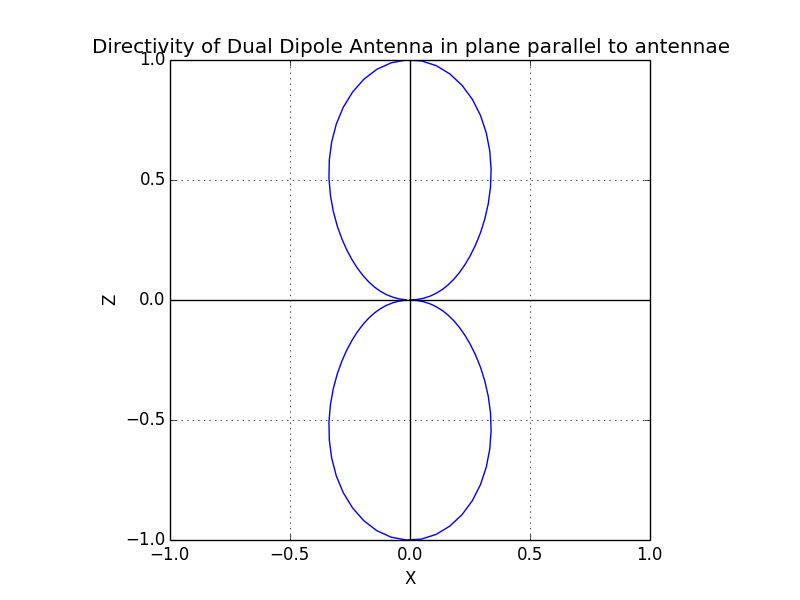 Directivity of Dual Dipole Antenna in plane parallel to antennae
1.0
0.5
Z
0.0
−0.5
−1.0
−1.0 −0.5 0.0 0.5 1.0
X